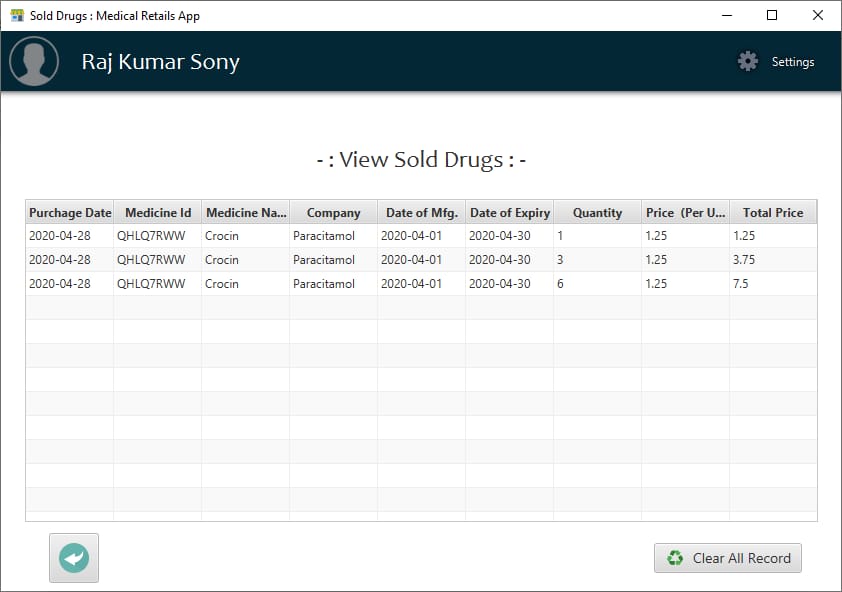 Sold Drugs : Medical Retails App
Raj Kumar Sony
Settings
- : View Sold Drugs : -
Purchage Date Medicine Id Medicine Na... Company Date of Mfg. Date of Expiry Quantity Price (Per U... Total Price
2020-04-28 QHLQ7RWW Crocin Paracitamol 2020-04-01 2020-04-30 1 1.25 1.25
2020-04-28 QHLQ7RWW Crocin Paracitamol 2020-04-01 2020-04-30 3 1.25 3.75
2020-04-28 QHLQ7RWW Crocin Paracitamol 2020-04-01 2020-04-30 6 1.25 7.5
Clear All Record